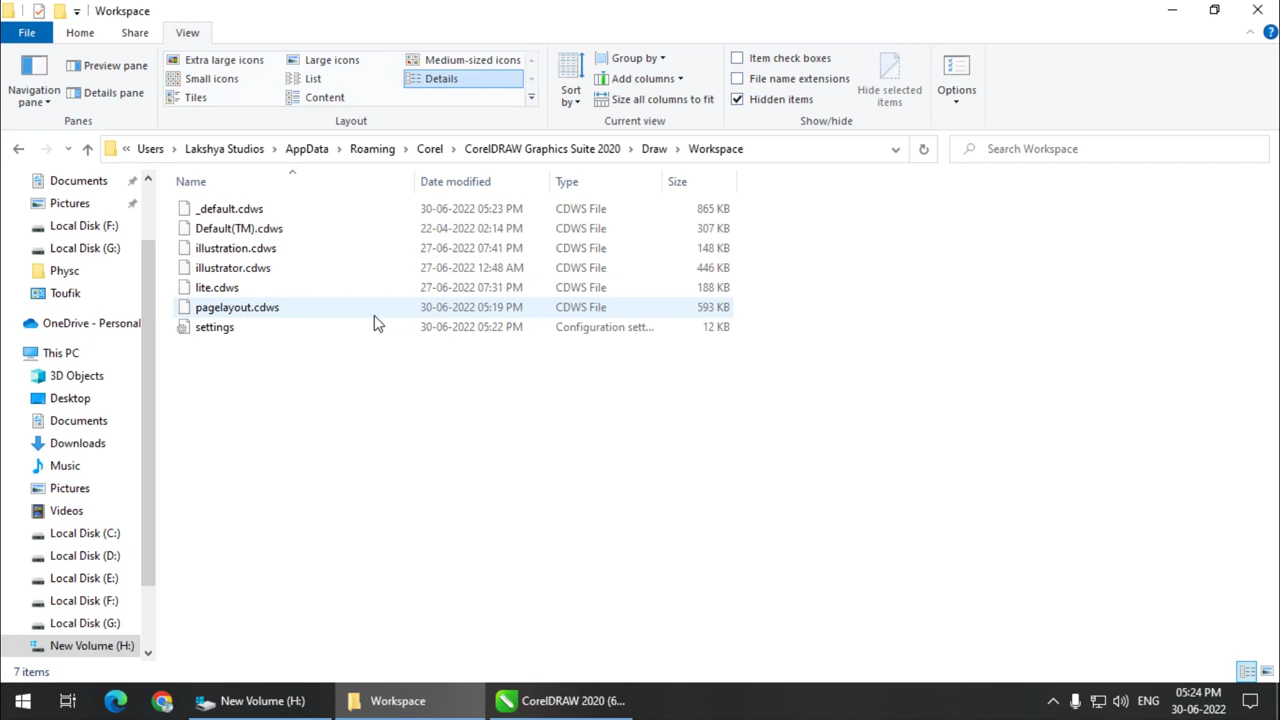 Workspace
File Home Share View
Extra large icons Large icons Medium-sized icons
Small icons List Details
Tiles Content
Navigation pane
Preview pane
Details pane
Panes
Layout
Sort by
Group by
Add columns
Size all columns to fit
Current view
Item check boxes
File name extensions
Hidden items
Hide selected items
Show/hide
Options
« Users > Lakshya Studios > AppData > Roaming > Corel > CorelDRAW Graphics Suite 2020 > Draw > Workspace
Search Workspace
Documents
Pictures
Local Disk (F:)
Local Disk (G:)
Physc
Toufik
OneDrive - Personal
This PC
3D Objects
Desktop
Documents
Downloads
Music
Pictures
Videos
Local Disk (C:)
Local Disk (D:)
Local Disk (E:)
Local Disk (F:)
Local Disk (G:)
New Volume (H:)
Name Date modified Type Size
_default.cdws 30-06-2022 05:23 PM CDWS File 865 KB
Default(TM).cdws 22-04-2022 02:14 PM CDWS File 307 KB
illustration.cdws 27-06-2022 07:41 PM CDWS File 148 KB
illustrator.cdws 27-06-2022 12:48 AM CDWS File 446 KB
lite.cdws 27-06-2022 07:31 PM CDWS File 188 KB
pagelayout.cdws 30-06-2022 05:19 PM CDWS File 593 KB
settings 30-06-2022 05:22 PM Configuration sett... 12 KB
7 items
New Volume (H:) Workspace CorelDRAW 2020 (6...
ENG
05:24 PM
30-06-2022